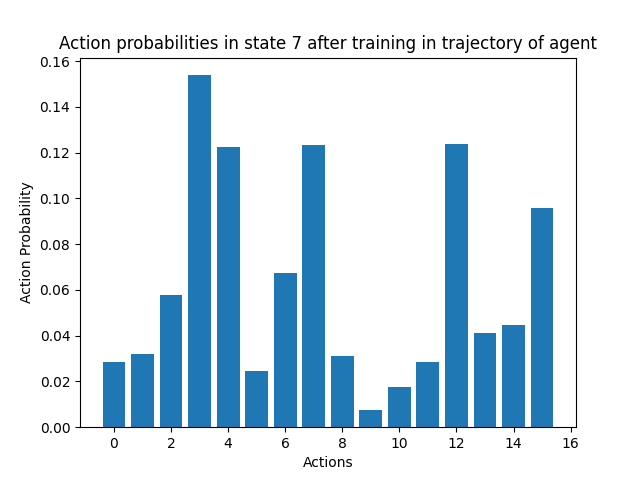 Action probabilities in state 7 after training in trajectory of agent
0.16
0.14
0.12
0.10
0.08
0.06
0.04
0.02
0.00
Action Probability
0 2 4 6 8 10 12 14 16
Actions